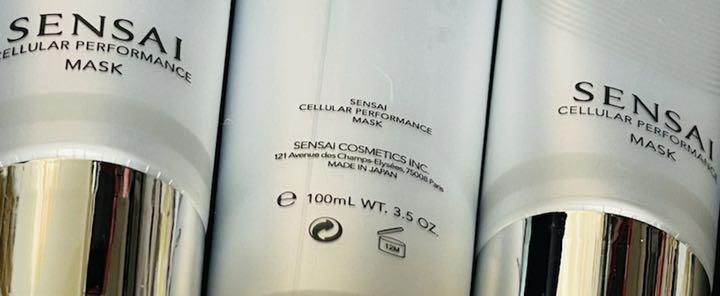 SENSAI
CELLULAR PERFORMANCE
MASK
SENSAI
CELLULAR PERFORMANCE
MASK
SENSAI COSMETICS INC.
121 Avenue des Champs-Elysées, 75008 Paris
MADE IN JAPAN
e 100mL WT. 3.5 OZ.
12M
SENSAI
CELLULAR PERFORMANCE
MASK